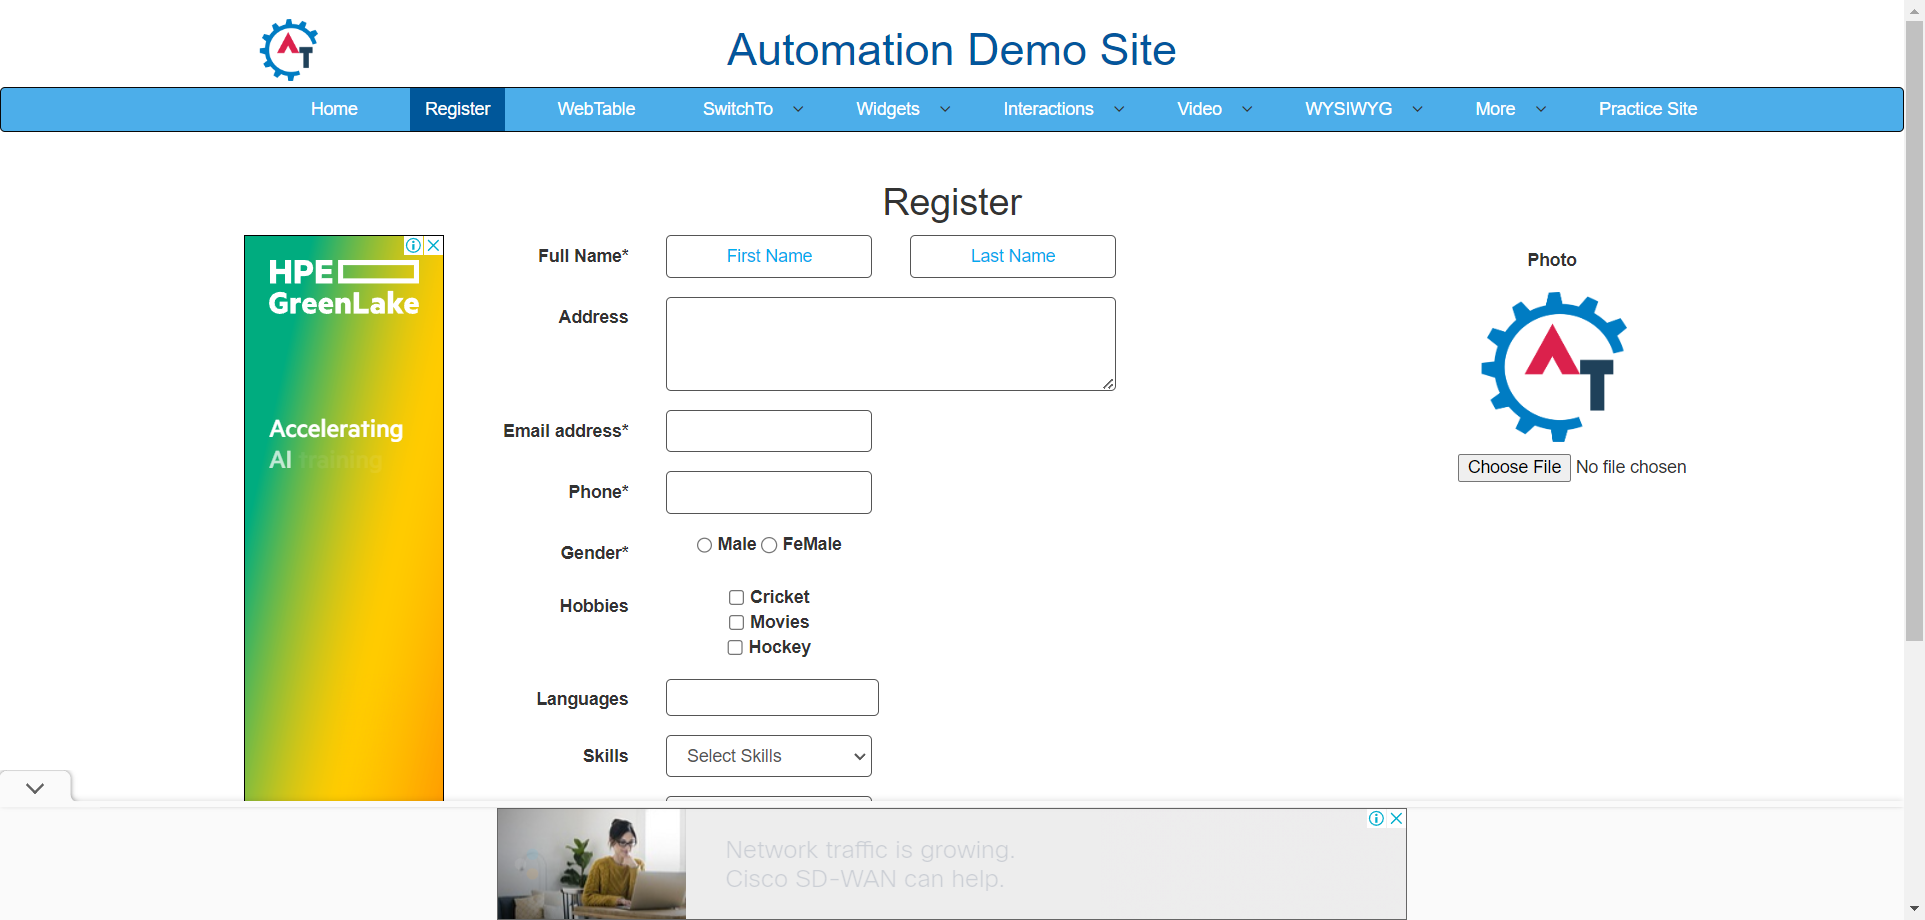 AT
Automation Demo Site
Home Register WebTable SwitchTo Widgets Interactions Video WYSIWYG More Practice Site
Register
HPE
GreenLake
Accelerating
AI training
Full Name* First Name Last Name
Address
Email address*
Phone*
Gender* Male FeMale
Hobbies Cricket
Movies
Hockey
Languages
Skills Select Skills
Photo
AT
Choose File No file chosen
Network traffic is growing.
Cisco SD-WAN can help.